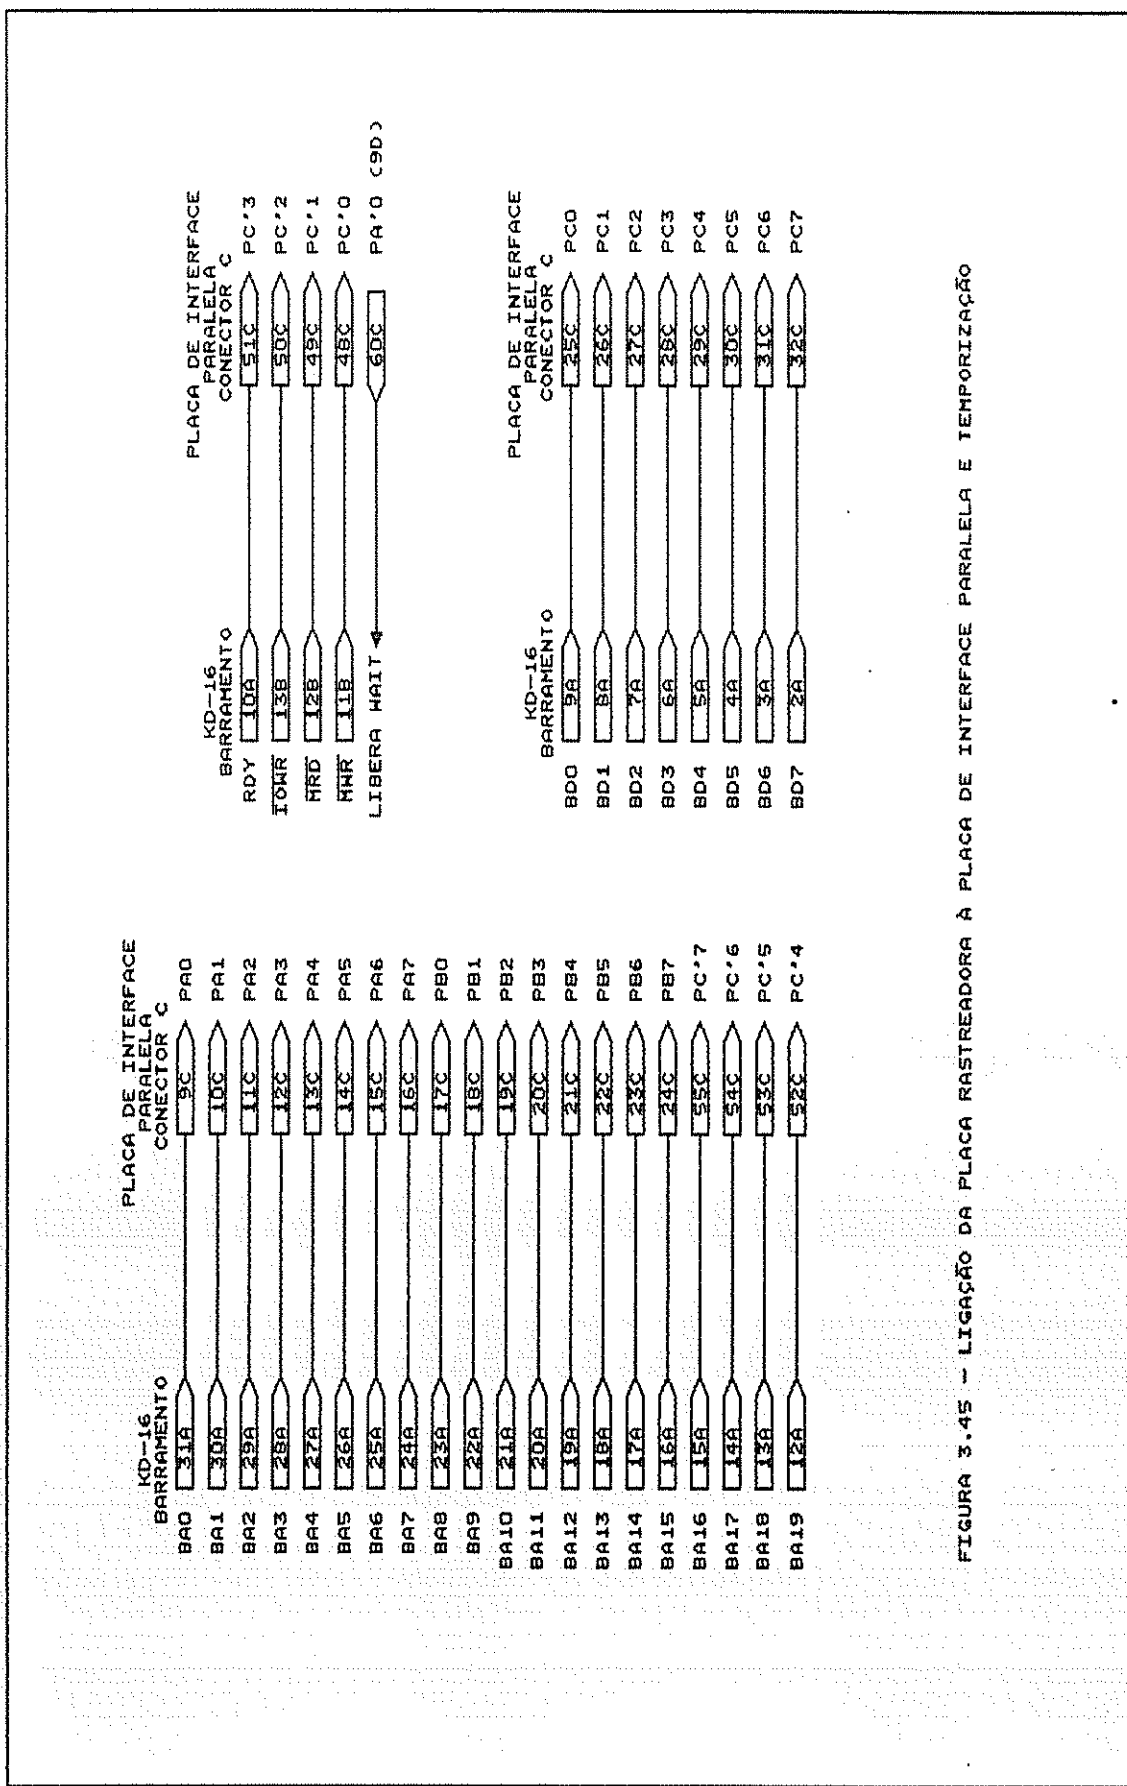 KD-16
BARRAMENTO
PLACA DE INTERFACE
PARALELA
CONECTOR C
BA0 31A 9C PA0
BA1 30A 10C PA1
BA2 29A 11C PA2
BA3 28A 12C PA3
BA4 27A 13C PA4
BA5 26A 14C PA5
BA6 25A 15C PA6
BA7 24A 16C PA7
BA8 23A 17C PB0
BA9 22A 18C PB1
BA10 21A 19C PB2
BA11 20A 20C PB3
BA12 19A 21C PB4
BA13 18A 22C PB5
BA14 17A 23C PB6
BA15 16A 24C PB7
BA16 15A 55C PC'7
BA17 14A 54C PC'6
BA18 13A 53C PC'5
BA19 12A 52C PC'4
KD-16
BARRAMENTO
PLACA DE INTERFACE
PARALELA
CONECTOR C
RDY 10A 51C PC'3
IOWR 13B 50C PC'2
MRD 12B 49C PC'1
MWR 11B 48C PC'0
LIBERA WAIT 60C PA'0 (9D)
KD-16
BARRAMENTO
PLACA DE INTERFACE
PARALELA
CONECTOR C
BD0 9A 25C PC0
BD1 8A 26C PC1
BD2 7A 27C PC2
BD3 6A 28C PC3
BD4 5A 29C PC4
BD5 4A 30C PC5
BD6 3A 31C PC6
BD7 2A 32C PC7
FIGURA 3.45 - LIGAÇÃO DA PLACA RASTREADORA À PLACA DE INTERFACE PARALELA E TEMPORIZAÇÃO